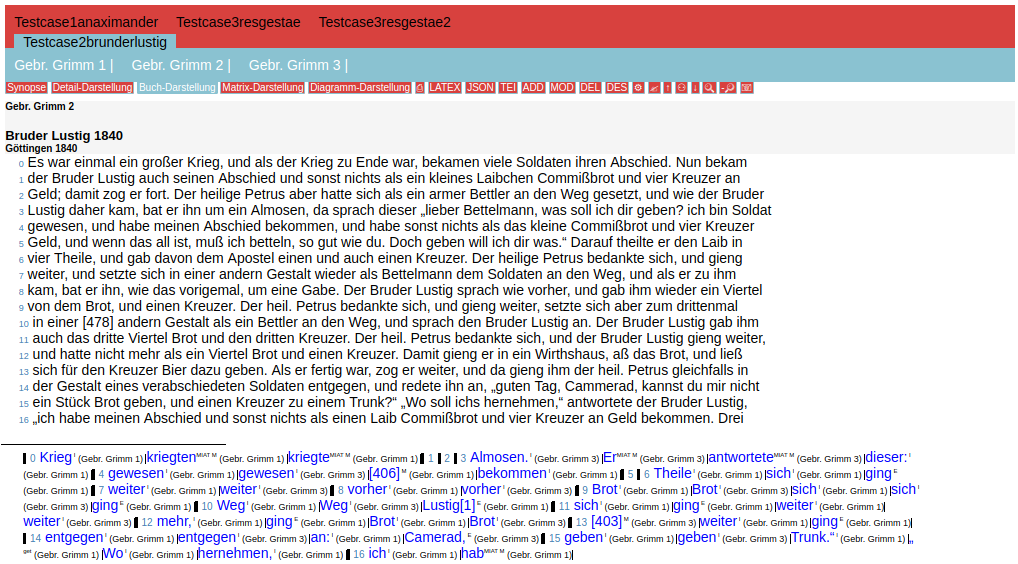 Testcase1anaximander Testcase3resgestae Testcase3resgestae2
Testcase2brunderlustig
Gebr. Grimm 1 | Gebr. Grimm 2 | Gebr. Grimm 3 |
Synopse Detail-Darstellung Buch-Darstellung Matrix-Darstellung Diagramm-Darstellung LATEX JSON TEI ADD MOD DEL DES
Gebr. Grimm 2
Bruder Lustig 1840
Göttingen 1840
0 Es war einmal ein großer Krieg, und als der Krieg zu Ende war, bekamen viele Soldaten ihren Abschied. Nun bekam
1 der Bruder Lustig auch seinen Abschied und sonst nichts als ein kleines Laibchen Commißbrot und vier Kreuzer an
2 Geld; damit zog er fort. Der heilige Petrus aber hatte sich als ein armer Bettler an den Weg gesetzt, und wie der Bruder
3 Lustig daher kam, bat er ihn um ein Almosen, da sprach dieser „lieber Bettelmann, was soll ich dir geben? ich bin Soldat
4 gewesen, und habe meinen Abschied bekommen, und habe sonst nichts als das kleine Commißbrot und vier Kreuzer
5 Geld, und wenn das all ist, muß ich betteln, so gut wie du. Doch geben will ich dir was.“ Darauf theilte er den Laib in
6 vier Theile, und gab davon dem Apostel einen und auch einen Kreuzer. Der heilige Petrus bedankte sich, und gieng
7 weiter, und setzte sich in einer andern Gestalt wieder als Bettelmann dem Soldaten an den Weg, und als er zu ihm
8 kam, bat er ihn, wie das vorigemal, um eine Gabe. Der Bruder Lustig sprach wie vorher, und gab ihm wieder ein Viertel
9 von dem Brot, und einen Kreuzer. Der heil. Petrus bedankte sich, und gieng weiter, setzte sich aber zum drittenmal
10 in einer [478] andern Gestalt als ein Bettler an den Weg, und sprach den Bruder Lustig an. Der Bruder Lustig gab ihm
11 auch das dritte Viertel Brot und den dritten Kreuzer. Der heil. Petrus bedankte sich, und der Bruder Lustig gieng weiter,
12 und hatte nicht mehr als ein Viertel Brot und einen Kreuzer. Damit gieng er in ein Wirthshaus, aß das Brot, und ließ
13 sich für den Kreuzer Bier dazu geben. Als er fertig war, zog er weiter, und da gieng ihm der heil. Petrus gleichfalls in
14 der Gestalt eines verabschiedeten Soldaten entgegen, und redete ihn an, „guten Tag, Cammerad, kannst du mir nicht
15 ein Stück Brot geben, und einen Kreuzer zu einem Trunk?“ „Wo soll ichs hernehmen,“ antwortete der Bruder Lustig,
16 „ich habe meinen Abschied und sonst nichts als einen Laib Commißbrot und vier Kreuzer an Geld bekommen. Drei
0 Krieg I (Gebr. Grimm 1) |kriegten MIAT M (Gebr. Grimm 1) |kriegte MIAT M (Gebr. Grimm 1) 1 2 3 Almosen. I (Gebr. Grimm 3) |Er MIAT M (Gebr. Grimm 3) |antwortete MIAT M (Gebr. Grimm 3) |dieser: I
(Gebr. Grimm 3) 4 gewesen I (Gebr. Grimm 1) |gewesen I (Gebr. Grimm 3) |[406] M (Gebr. Grimm 1) |bekommen I (Gebr. Grimm 1) 5 6 Theile I (Gebr. Grimm 1) |sich I (Gebr. Grimm 1) |ging E
(Gebr. Grimm 1) 7 weiter I (Gebr. Grimm 1) |weiter I (Gebr. Grimm 3) 8 vorher I (Gebr. Grimm 1) |vorher I (Gebr. Grimm 3) 9 Brot I (Gebr. Grimm 1) |Brot I (Gebr. Grimm 3) |sich I (Gebr. Grimm 1) |sich I
(Gebr. Grimm 3) |ging E (Gebr. Grimm 1) 10 Weg I (Gebr. Grimm 1) |Weg I (Gebr. Grimm 3) |Lustig[1] E (Gebr. Grimm 1) 11 sich I (Gebr. Grimm 1) |ging E (Gebr. Grimm 1) |weiter I (Gebr. Grimm 1)|
weiter I (Gebr. Grimm 3) 12 mehr, I (Gebr. Grimm 1) |ging E (Gebr. Grimm 1) |Brot I (Gebr. Grimm 1) |Brot I (Gebr. Grimm 3) 13 [403] M (Gebr. Grimm 3) |weiter I (Gebr. Grimm 1) |ging E (Gebr. Grimm 1)|
14 entgegen I (Gebr. Grimm 1) |entgegen I (Gebr. Grimm 3) |an: I (Gebr. Grimm 1) |Camerad, E (Gebr. Grimm 3) 15 geben I (Gebr. Grimm 1) |geben I (Gebr. Grimm 3) |Trunk.“ I (Gebr. Grimm 1) |„
(Gebr. Grimm 1) |Wo I (Gebr. Grimm 1) |hernehmen, I (Gebr. Grimm 3) 16 ich I (Gebr. Grimm 1) |hab MIAT M (Gebr. Grimm 1)|